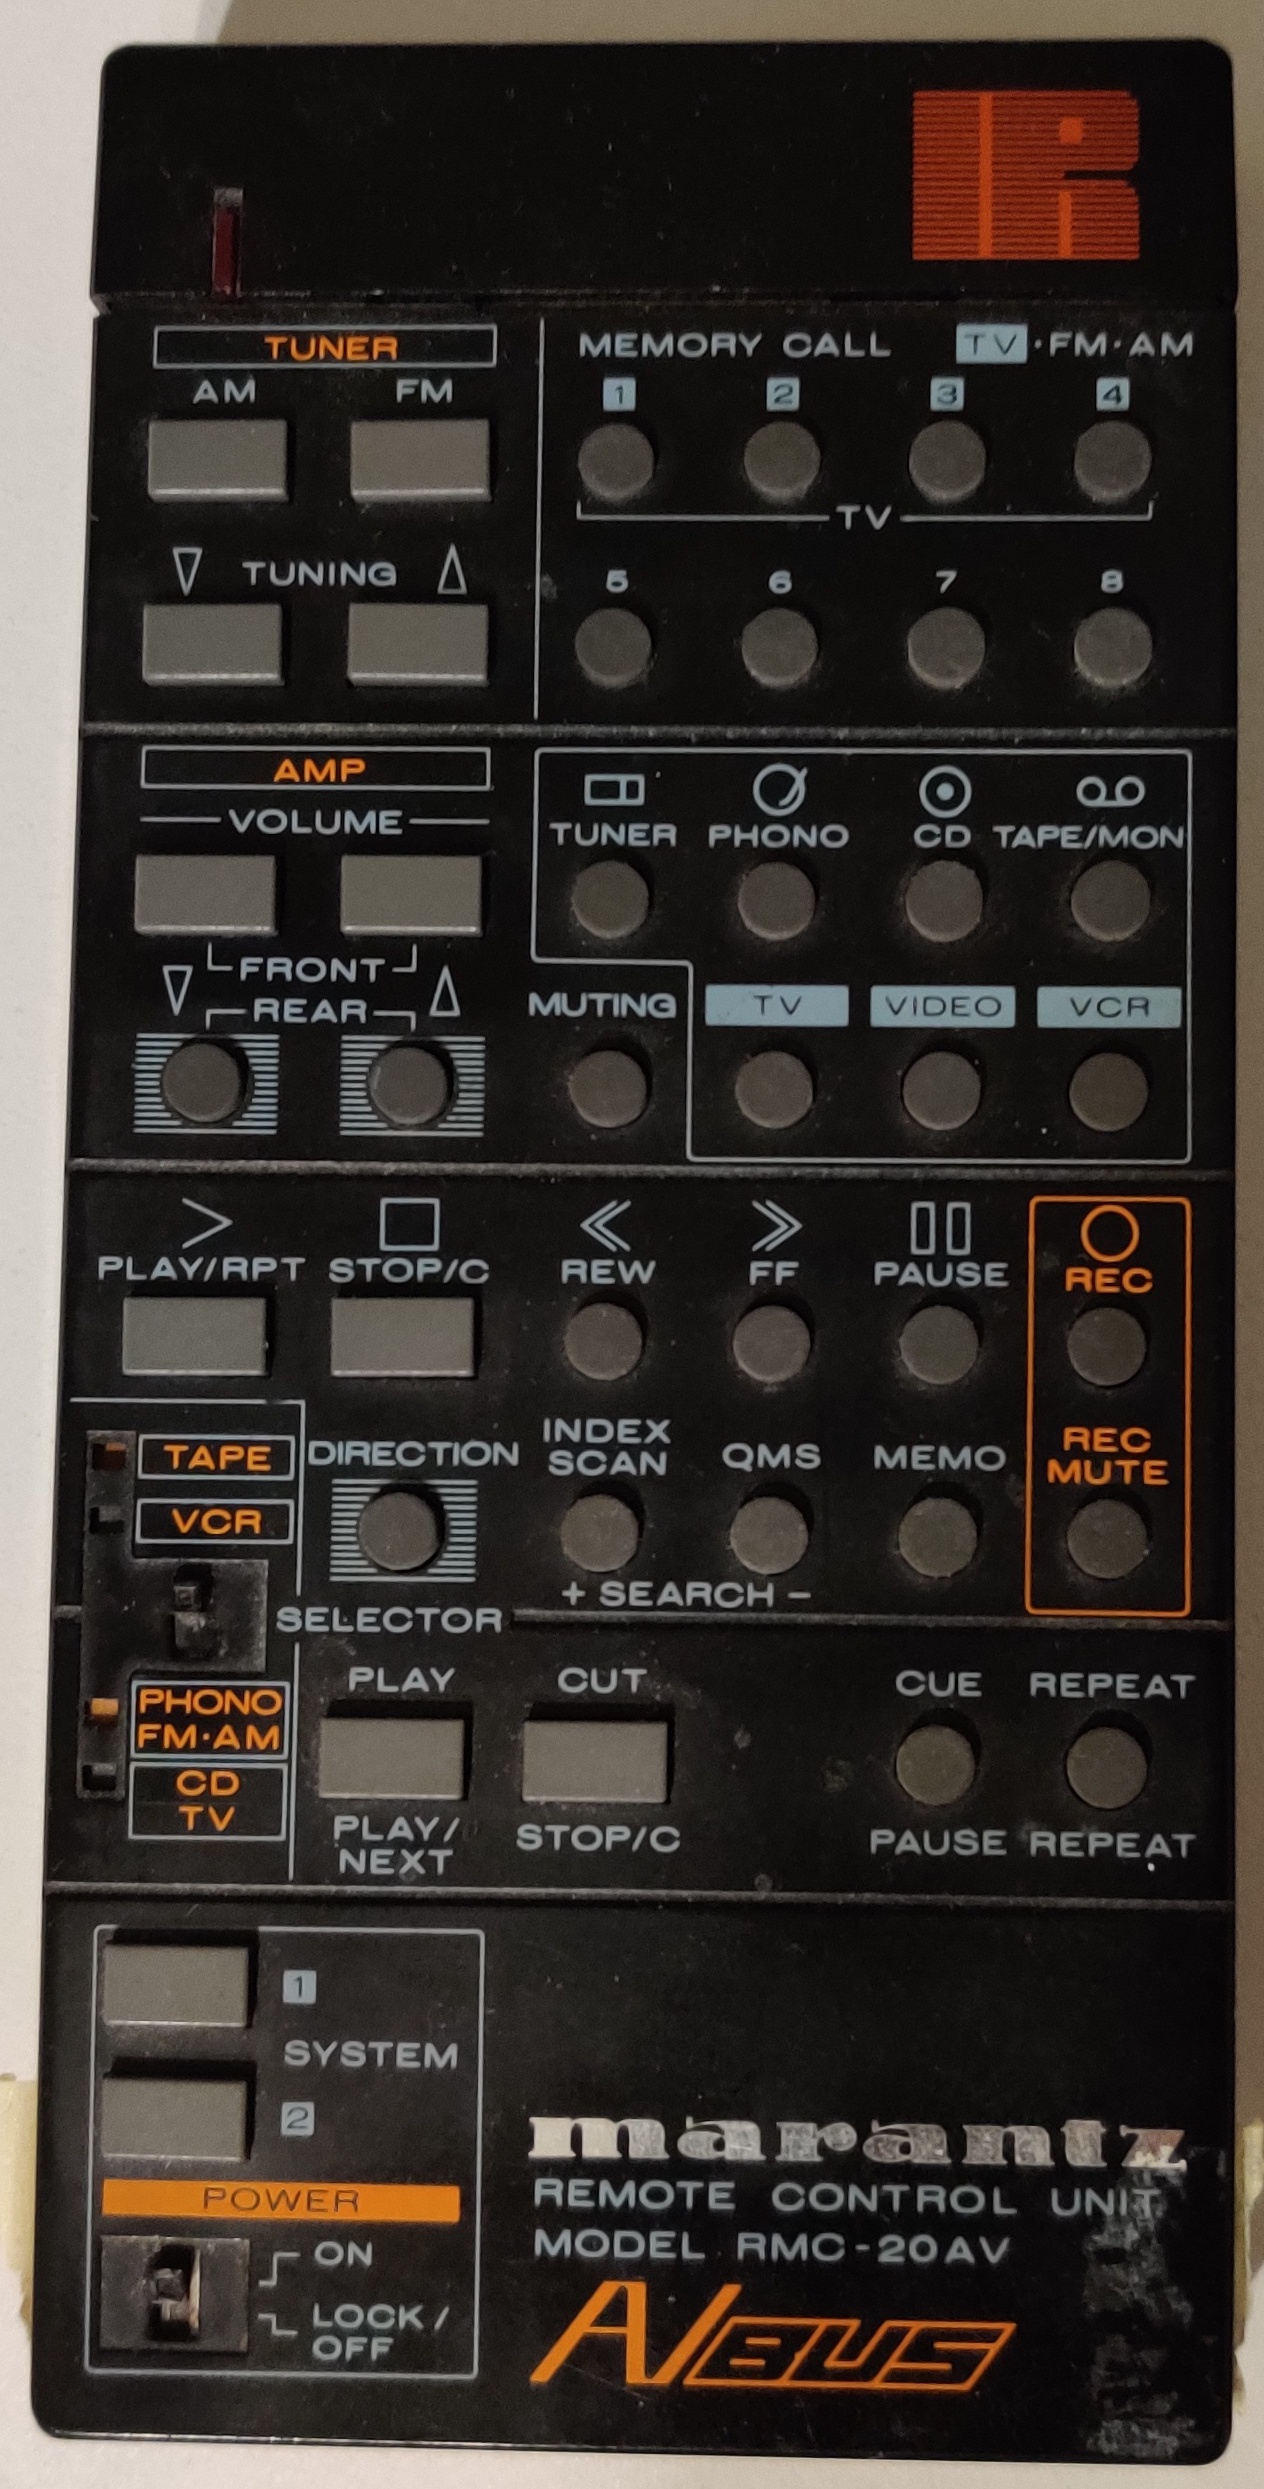 IR
TUNER
AM FM
TUNING
MEMORY CALL TV·FM·AM
1 2 3 4
TV
5 6 7 8
AMP
VOLUME
FRONT
REAR
TUNER PHONO CD TAPE/MON
MUTING TV VIDEO VCR
PLAY/RPT STOP/C REW FF PAUSE REC
TAPE
VCR
DIRECTION
INDEX
SCAN
QMS MEMO
REC
MUTE
+ SEARCH -
SELECTOR
PHONO
FM·AM
CD
TV
PLAY CUT CUE REPEAT
PLAY/
NEXT
STOP/C PAUSE REPEAT
1
SYSTEM
2
POWER
ON
LOCK/
OFF
marantz
REMOTE CONTROL UNIT
MODEL RMC-20AV
AV BUS